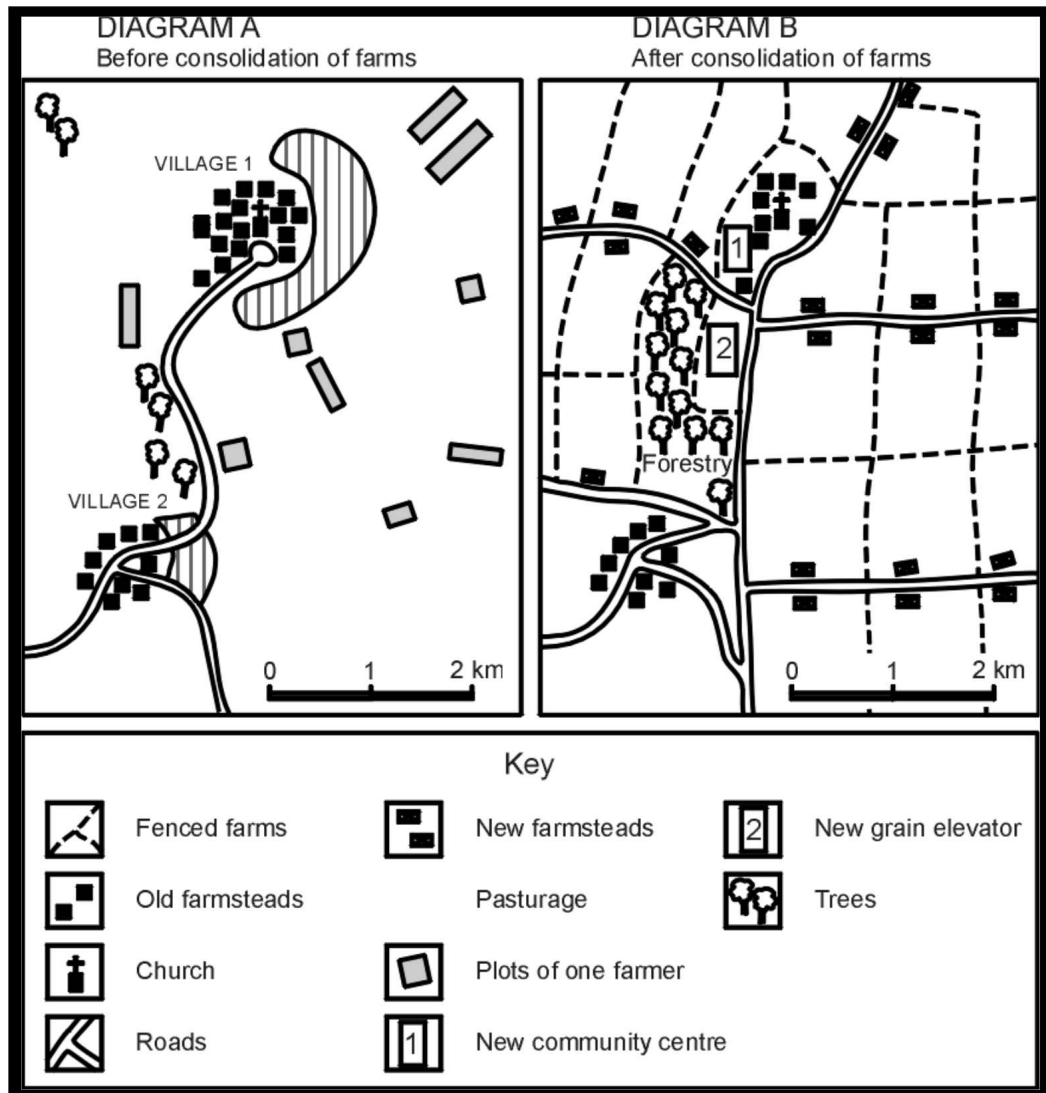 DIAGRAM A
Before consolidation of farms
VILLAGE 1
VILLAGE 2
0 1 2 km
DIAGRAM B
After consolidation of farms
1
2
Forestry
0 1 2 km
Key
Fenced farms
New farmsteads
2 New grain elevator
Old farmsteads
Pasturage
Trees
Church
Plots of one farmer
Roads
1 New community centre